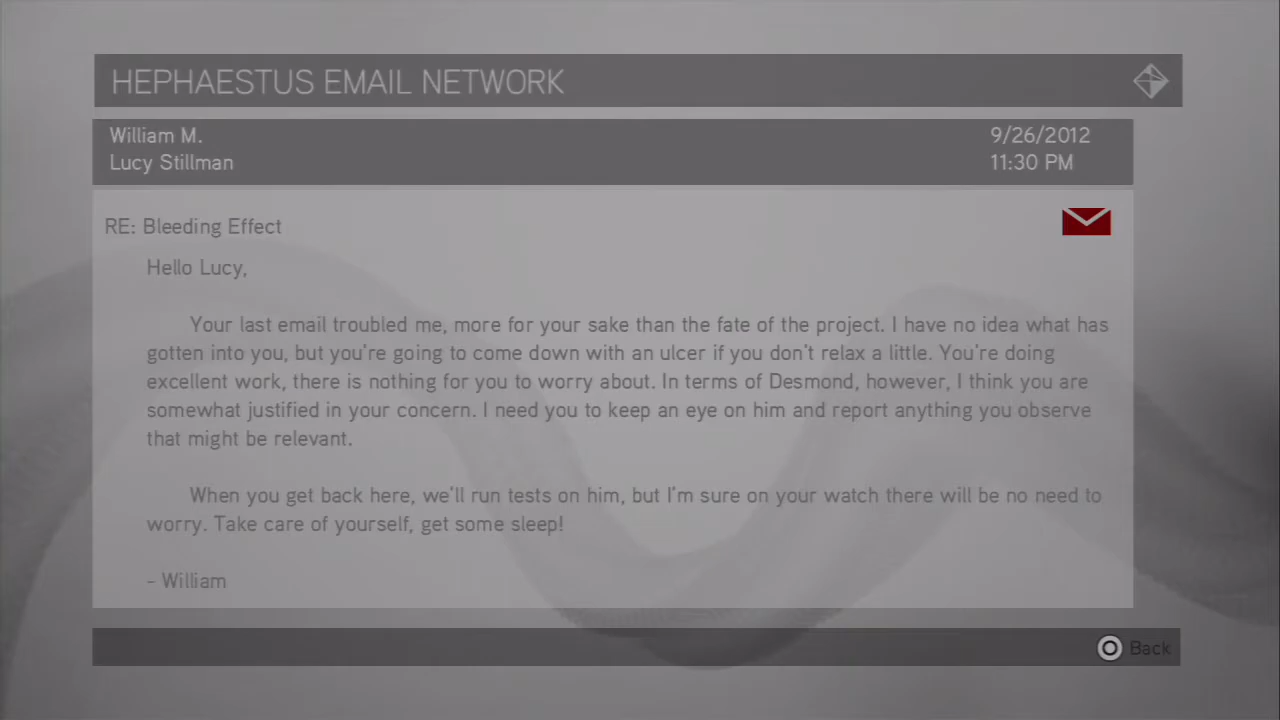 HEPHAESTUS EMAIL NETWORK
William M.
9/26/2012
Lucy Stillman
11:30 PM
RE: Bleeding Effect
Hello Lucy,
Your last email troubled me, more for your sake than the fate of the project. I have no idea what has
gotten into you, but you're going to come down with an ulcer if you don't relax a little. You're doing
excellent work, there is nothing for you to worry about. In terms of Desmond, however, I think you are
somewhat justified in your concern. I need you to keep an eye on him and report anything you observe
that might be relevant.
When you get back here, we'll run tests on him, but I'm sure on your watch there will be no need to
worry. Take care of yourself, get some sleep!
- William
Back